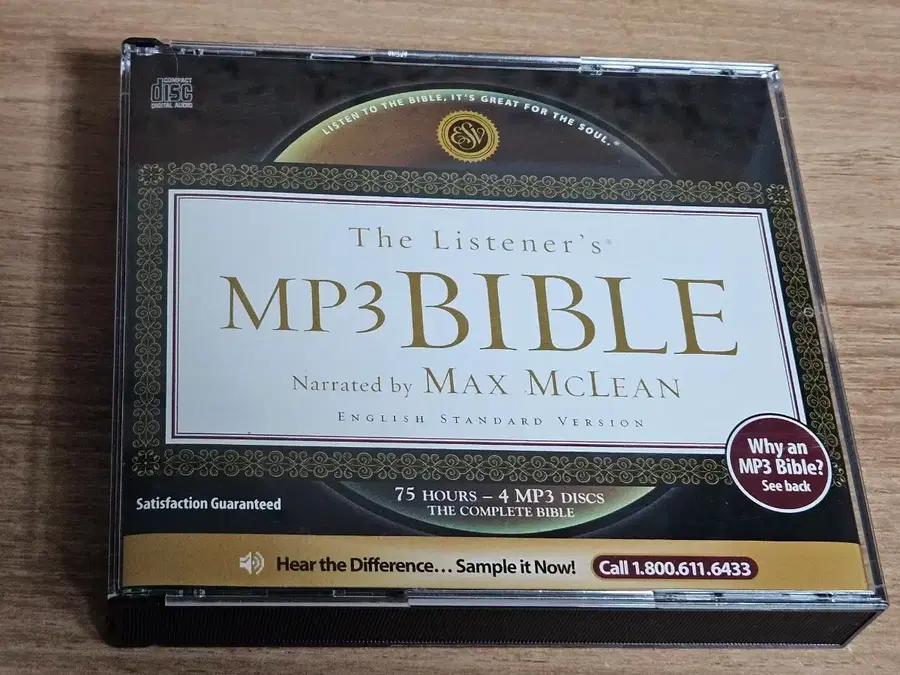 COMPACT
disc
DIGITAL AUDIO
LISTEN TO THE BIBLE, IT'S GREAT FOR THE SOUL.®
ESV
The Listener's®
MP3 BIBLE
Narrated by MAX MCLEAN
ENGLISH STANDARD VERSION
Why an
MP3 Bible?
See back
75 HOURS – 4 MP3 DISCS
THE COMPLETE BIBLE
Satisfaction Guaranteed
Hear the Difference... Sample it Now!
Call 1.800.611.6433